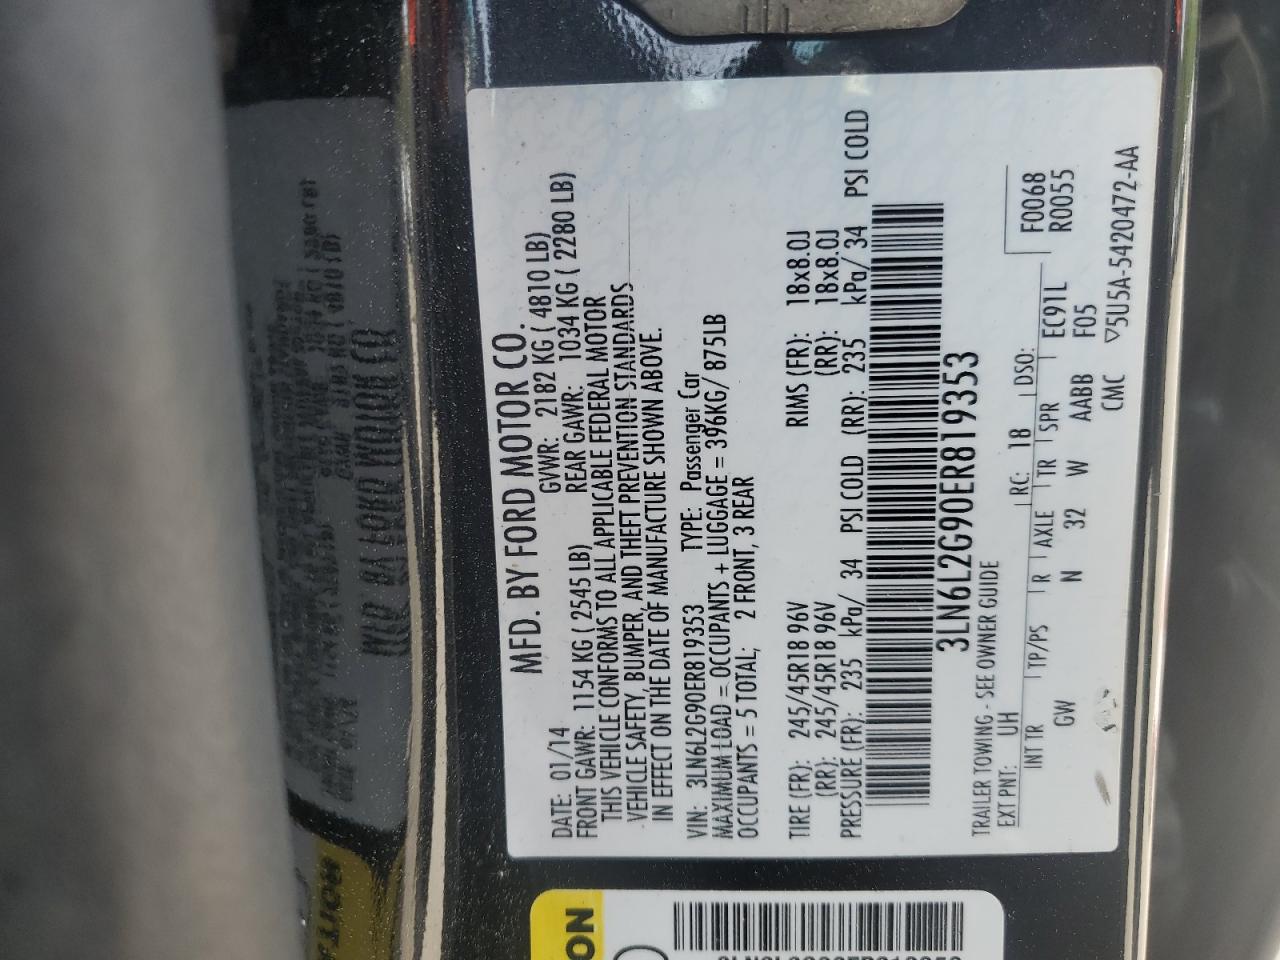 MFD. BY FORD MOTOR CO.
DATE: 01/14 GVWR: 2182 KG ( 4810 LB)
FRONT GAWR: 1154 KG ( 2545 LB) REAR GAWR: 1034 KG ( 2280 LB)
THIS VEHICLE CONFORMS TO ALL APPLICABLE FEDERAL MOTOR
VEHICLE SAFETY, BUMPER, AND THEFT PREVENTION STANDARDS
IN EFFECT ON THE DATE OF MANUFACTURE SHOWN ABOVE.
VIN: 3LN6L2G90ER819353 TYPE: Passenger Car
MAXIMUM LOAD = OCCUPANTS + LUGGAGE = 396KG/ 875LB
OCCUPANTS = 5 TOTAL; 2 FRONT, 3 REAR
TIRE (FR): 245/45R18 96V RIMS (FR): 18x8.0J
(RR): 245/45R18 96V (RR): 18x8.0J
PRESSURE (FR): 235 kPa/ 34 PSI COLD (RR): 235 kPa/ 34 PSI COLD
3LN6L2G90ER819353
TRAILER TOWING - SEE OWNER GUIDE
EXT PNT: UH RC: 18 DSO: F0068
R0055
INT TR TP/PS R AXLE TR SPR EC91L
GW N 32 W AABB F05
CMC ▽5U5A-5420472-AA